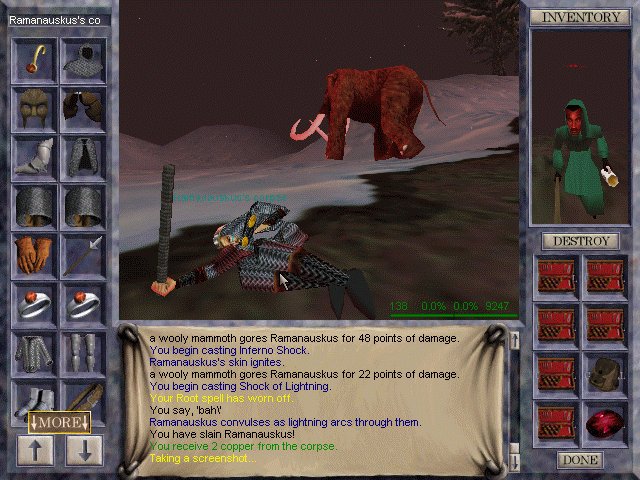 Ramanauskus's co
INVENTORY
Ramanauskus's corpse
138 0.0% 0.0% 9247
DESTROY
a wooly mammoth gores Ramanauskus for 48 points of damage.
You begin casting Inferno Shock.
Ramanauskus's skin ignites.
a wooly mammoth gores Ramanauskus for 22 points of damage.
You begin casting Shock of Lightning.
Your Root spell has worn off.
You say, 'bah!'
Ramanauskus convulses as lightning arcs through them.
You have slain Ramanauskus!
You receive 2 copper from the corpse.
Taking a screenshot...
MORE
DONE